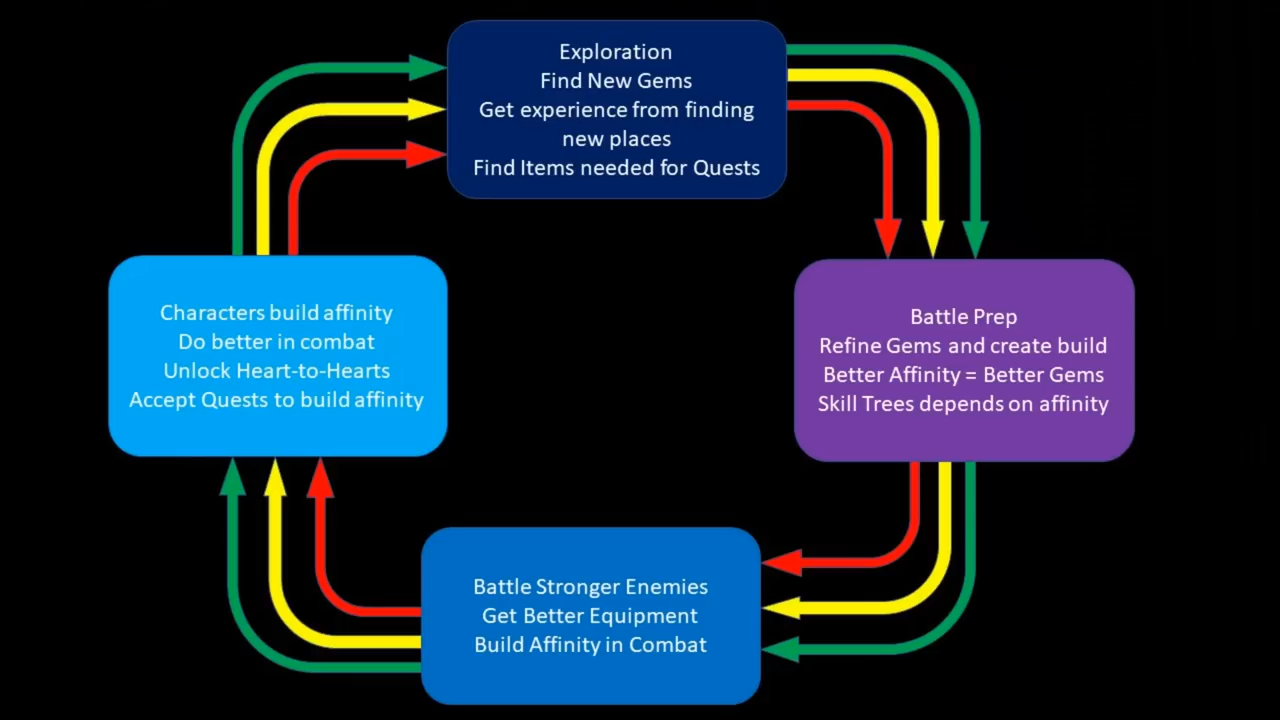 Exploration
Find New Gems
Get experience from finding
new places
Find Items needed for Quests
Characters build affinity
Do better in combat
Unlock Heart-to-Hearts
Accept Quests to build affinity
Battle Prep
Refine Gems and create build
Better Affinity = Better Gems
Skill Trees depends on affinity
Battle Stronger Enemies
Get Better Equipment
Build Affinity in Combat